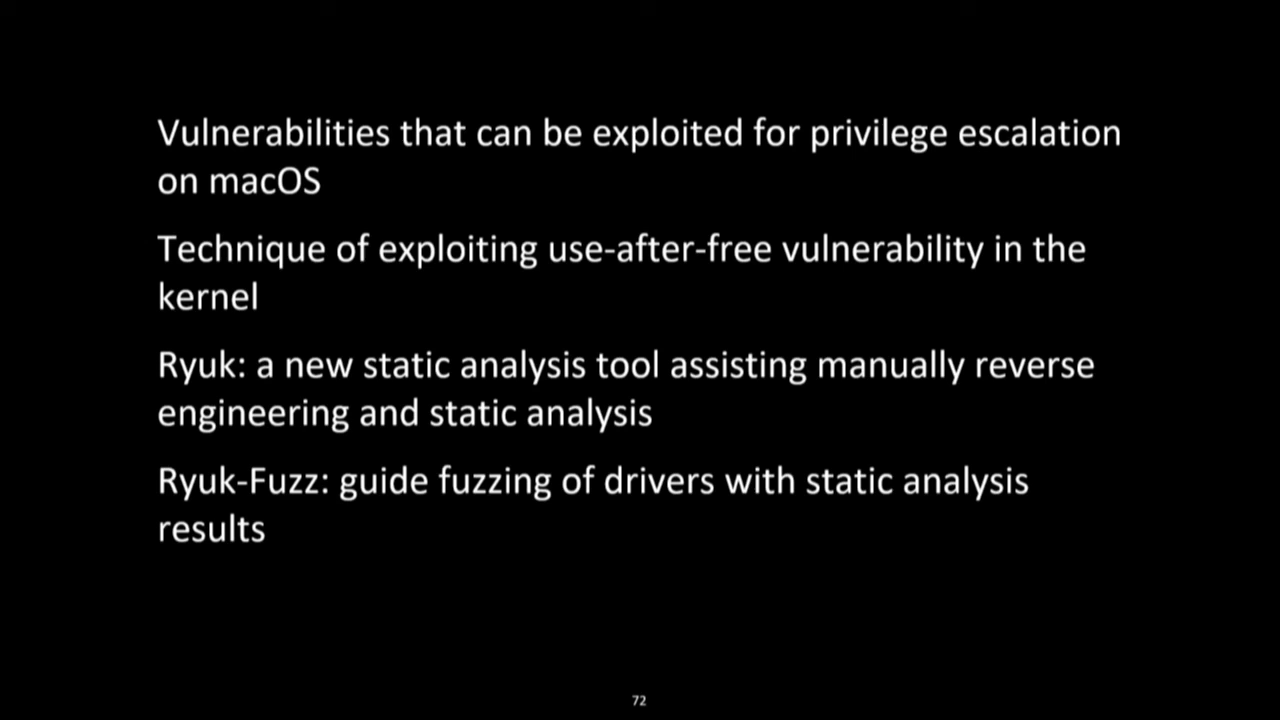 Vulnerabilities that can be exploited for privilege escalation
on macOS
Technique of exploiting use-after-free vulnerability in the
kernel
Ryuk: a new static analysis tool assisting manually reverse
engineering and static analysis
Ryuk-Fuzz: guide fuzzing of drivers with static analysis
results
72